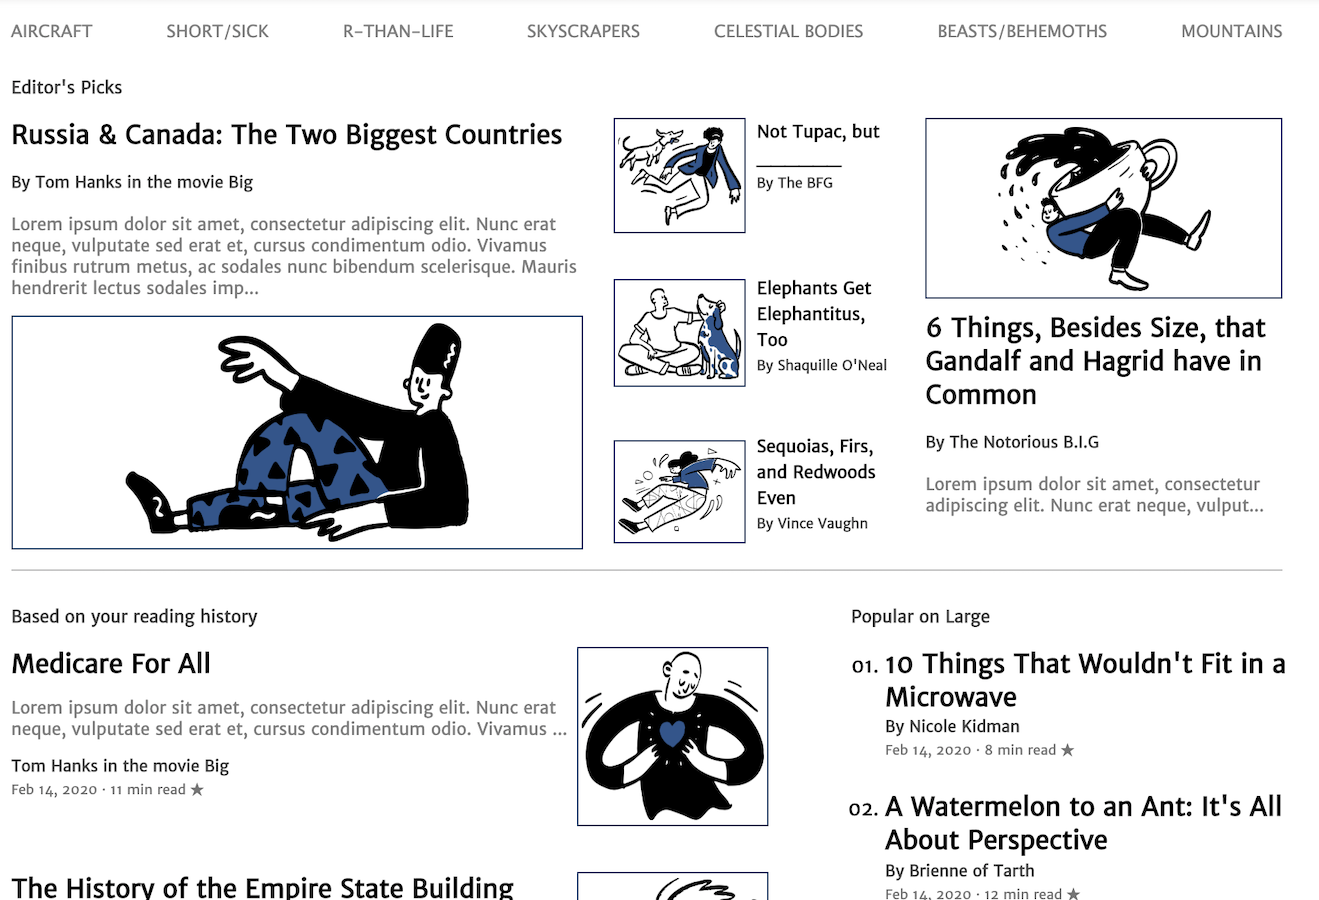 AIRCRAFT SHORT/SICK R-THAN-LIFE SKYSCRAPERS CELESTIAL BODIES BEASTS/BEHEMOTHS MOUNTAINS
Editor's Picks
Russia & Canada: The Two Biggest Countries
By Tom Hanks in the movie Big
Lorem ipsum dolor sit amet, consectetur adipiscing elit. Nunc erat
neque, vulputate sed erat et, cursus condimentum odio. Vivamus
finibus rutrum metus, ac sodales nunc bibendum scelerisque. Mauris
hendrerit lectus sodales imp...
Not Tupac, but
__________
By The BFG
Elephants Get
Elephantitus,
Too
By Shaquille O'Neal
Sequoias, Firs,
and Redwoods
Even
By Vince Vaughn
6 Things, Besides Size, that
Gandalf and Hagrid have in
Common
By The Notorious B.I.G
Lorem ipsum dolor sit amet, consectetur
adipiscing elit. Nunc erat neque, vulput...
Based on your reading history
Medicare For All
Lorem ipsum dolor sit amet, consectetur adipiscing elit. Nunc erat
neque, vulputate sed erat et, cursus condimentum odio. Vivamus ...
Tom Hanks in the movie Big
Feb 14, 2020 · 11 min read ★
The History of the Empire State Building
Popular on Large
01. 10 Things That Wouldn't Fit in a
Microwave
By Nicole Kidman
Feb 14, 2020 · 8 min read ★
02. A Watermelon to an Ant: It's All
About Perspective
By Brienne of Tarth
Feb 14, 2020 · 12 min read ★